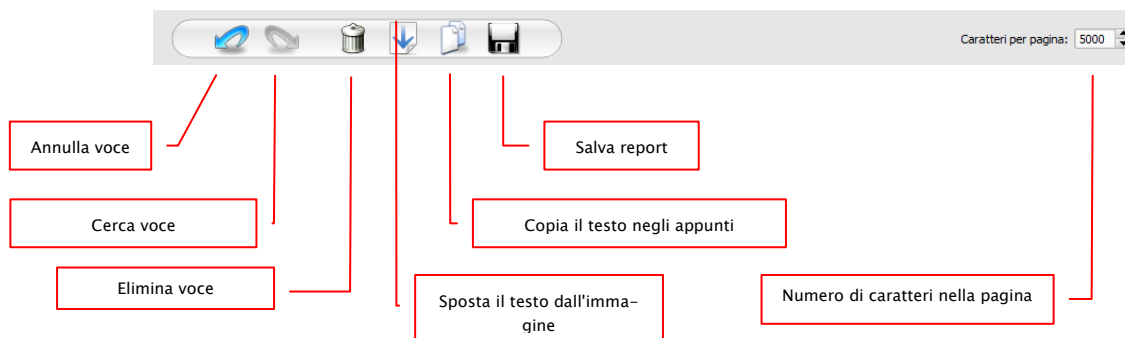 Caratteri per pagina: 5000
Annulla voce
Salva report
Cerca voce
Copia il testo negli appunti
Elimina voce
Sposta il testo dall'imma-
gine
Numero di caratteri nella pagina